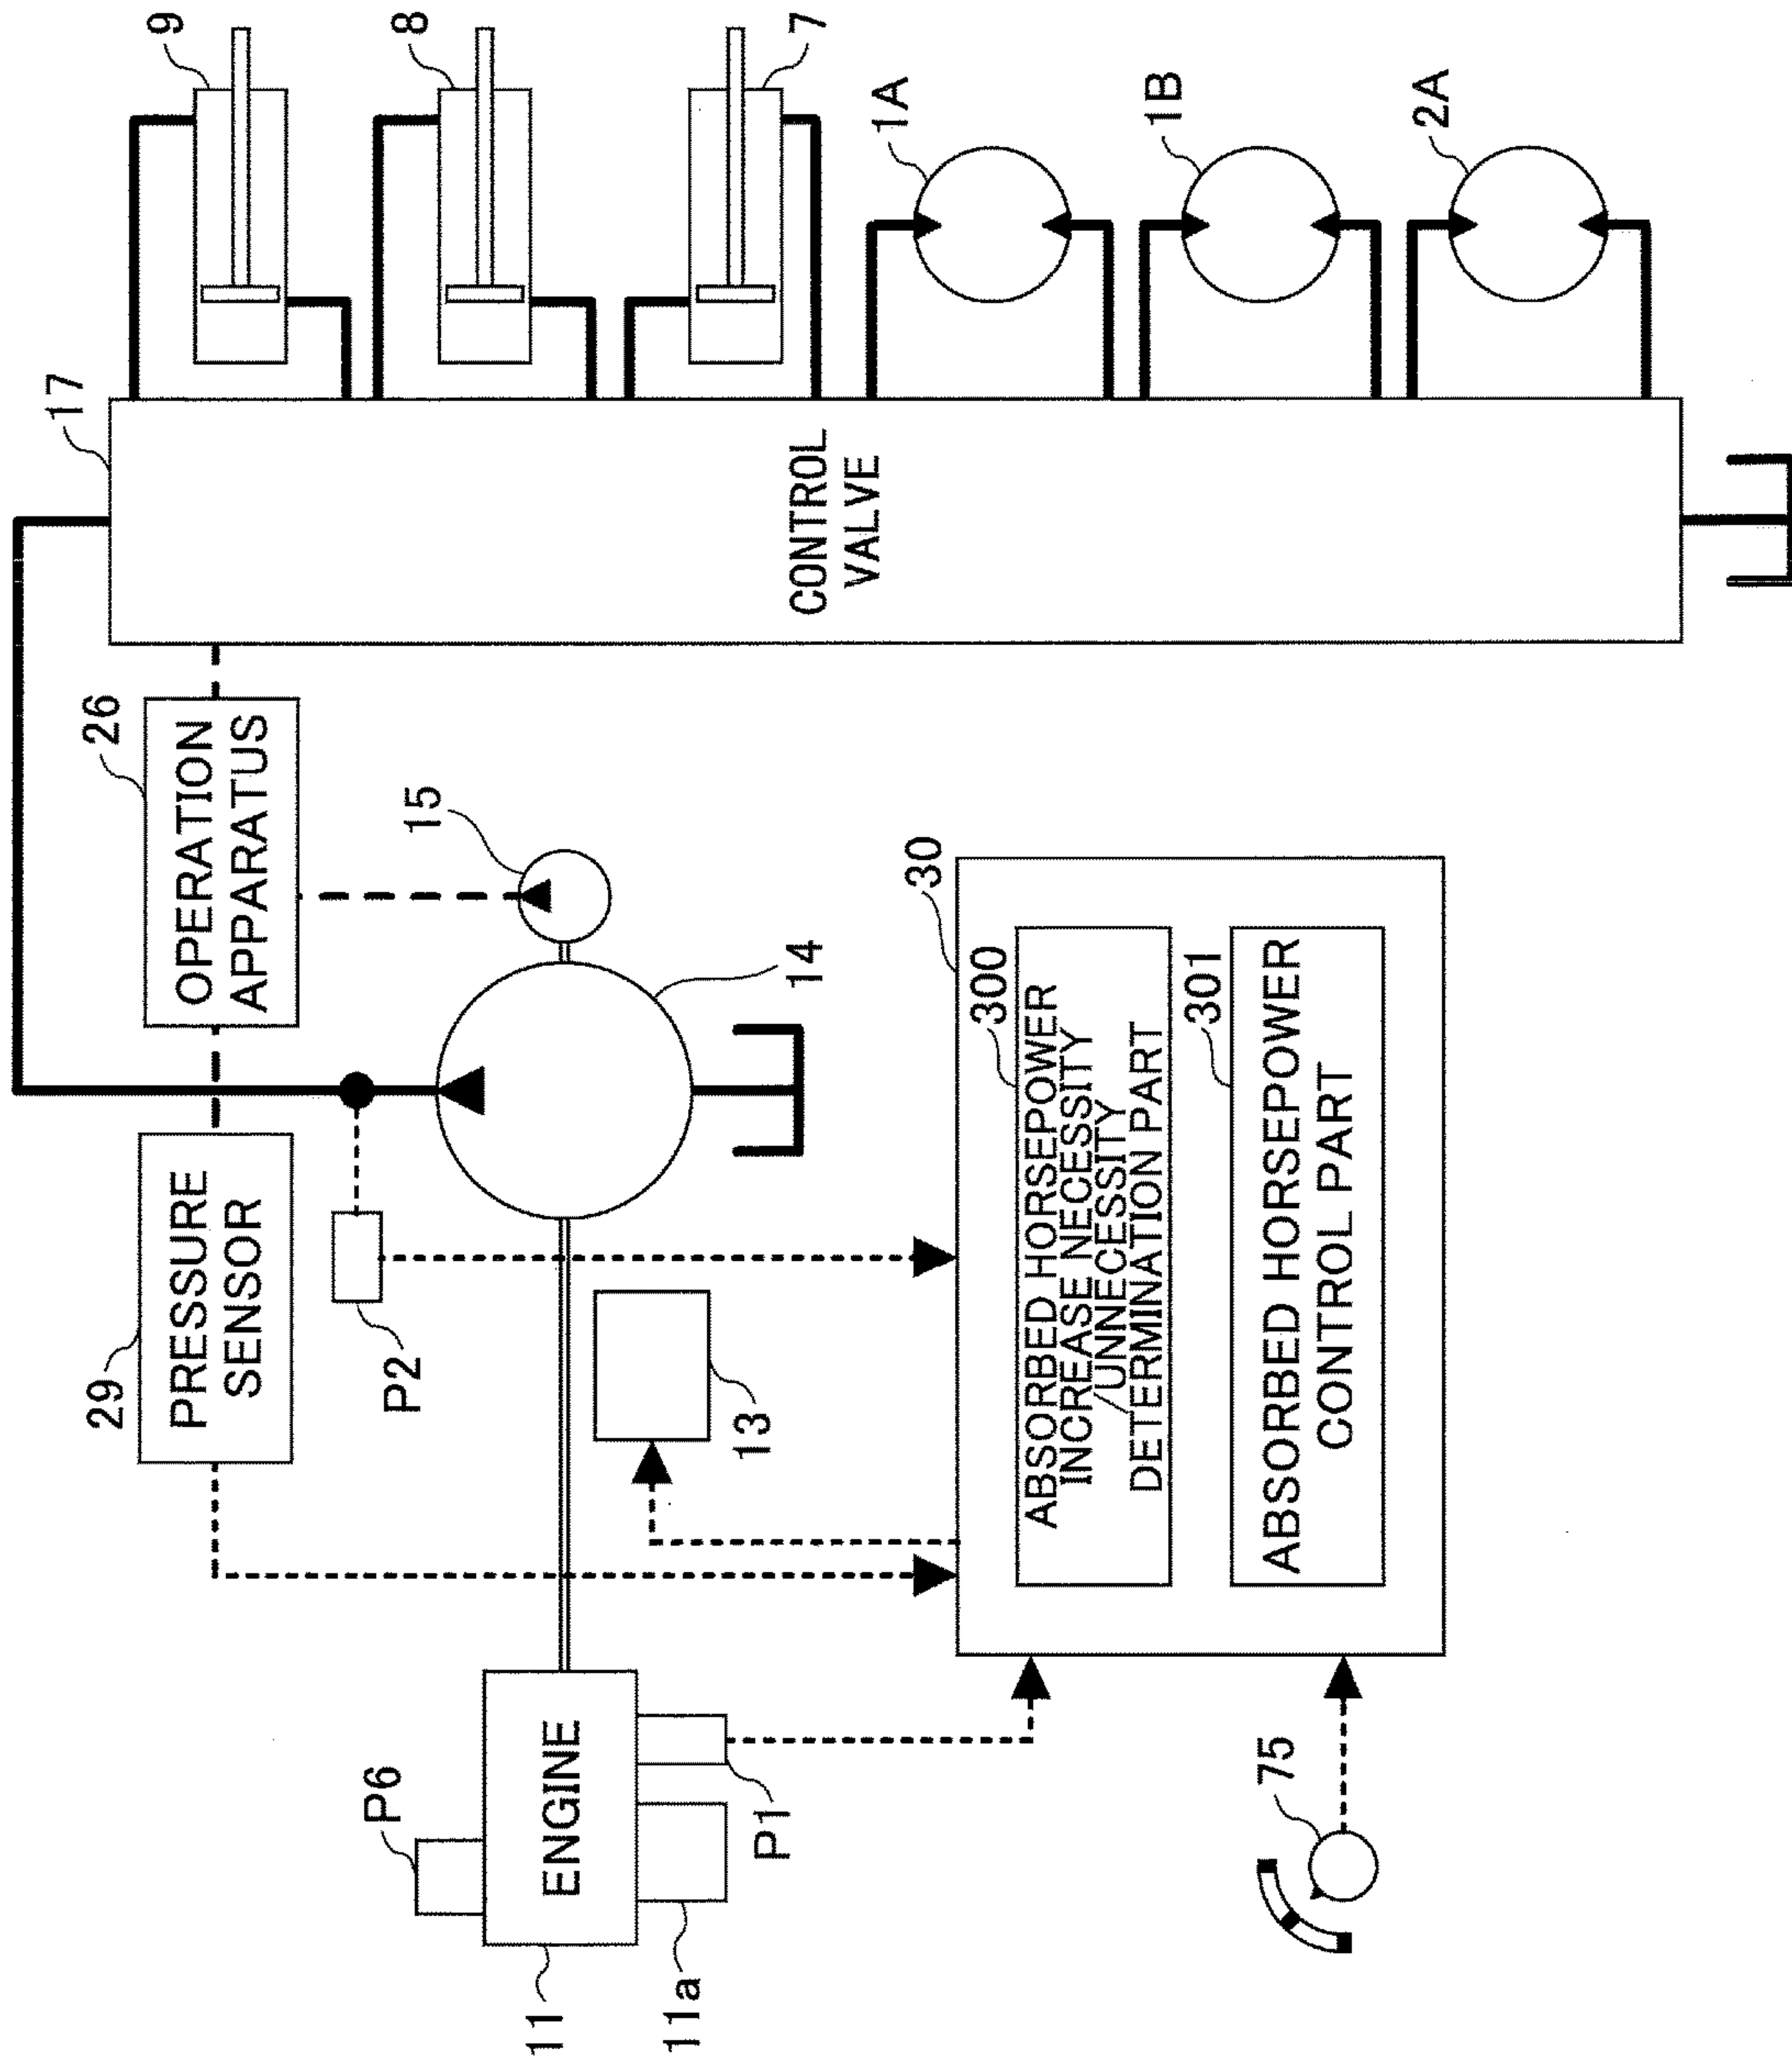 9
8
7
1A
1B
2A
17
CONTROL
VALVE
26
OPERATION
APPARATUS
15
14
30
300
ABSORBED HORSEPOWER
INCREASE NECESSITY
/UNNECESSITY
DETERMINATION PART
301
ABSORBED HORSEPOWER
CONTROL PART
29
PRESSURE
SENSOR
P2
13
P6
ENGINE
11
11a
P1
75